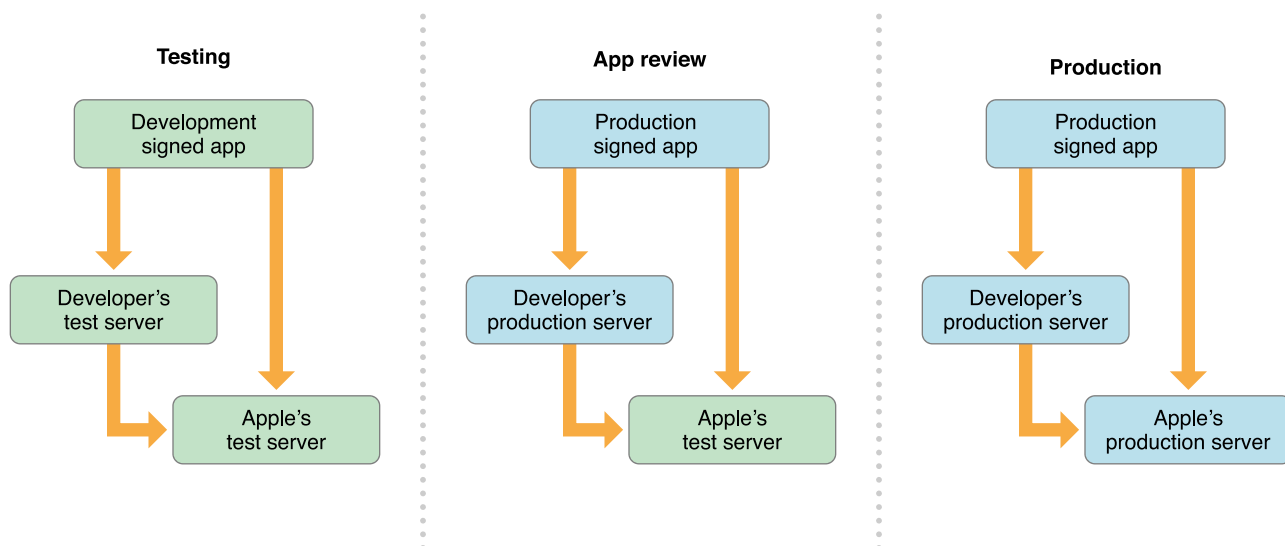 Testing
Development
signed app
Developer’s
test server
Apple’s
test server
App review
Production
signed app
Developer’s
production server
Apple’s
test server
Production
Production
signed app
Developer’s
production server
Apple’s
production server